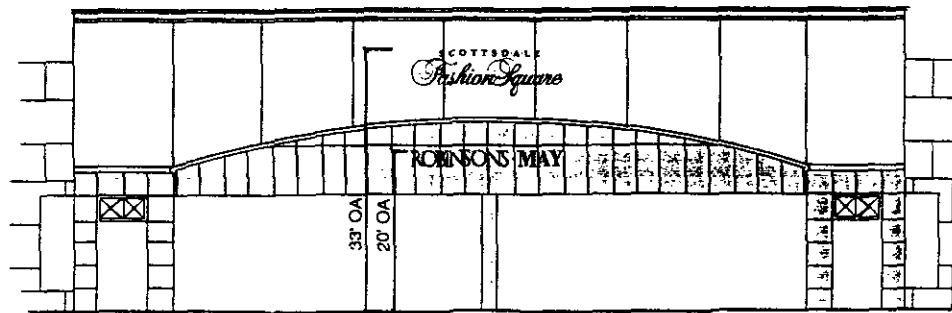 SCOTTSDALE
Fashion Square
ROBINSONS·MAY
33' OA
20' OA